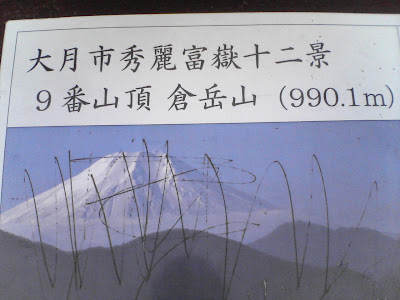 大月市秀麗富嶽十二景
9番山頂 倉岳山 (990.1m)